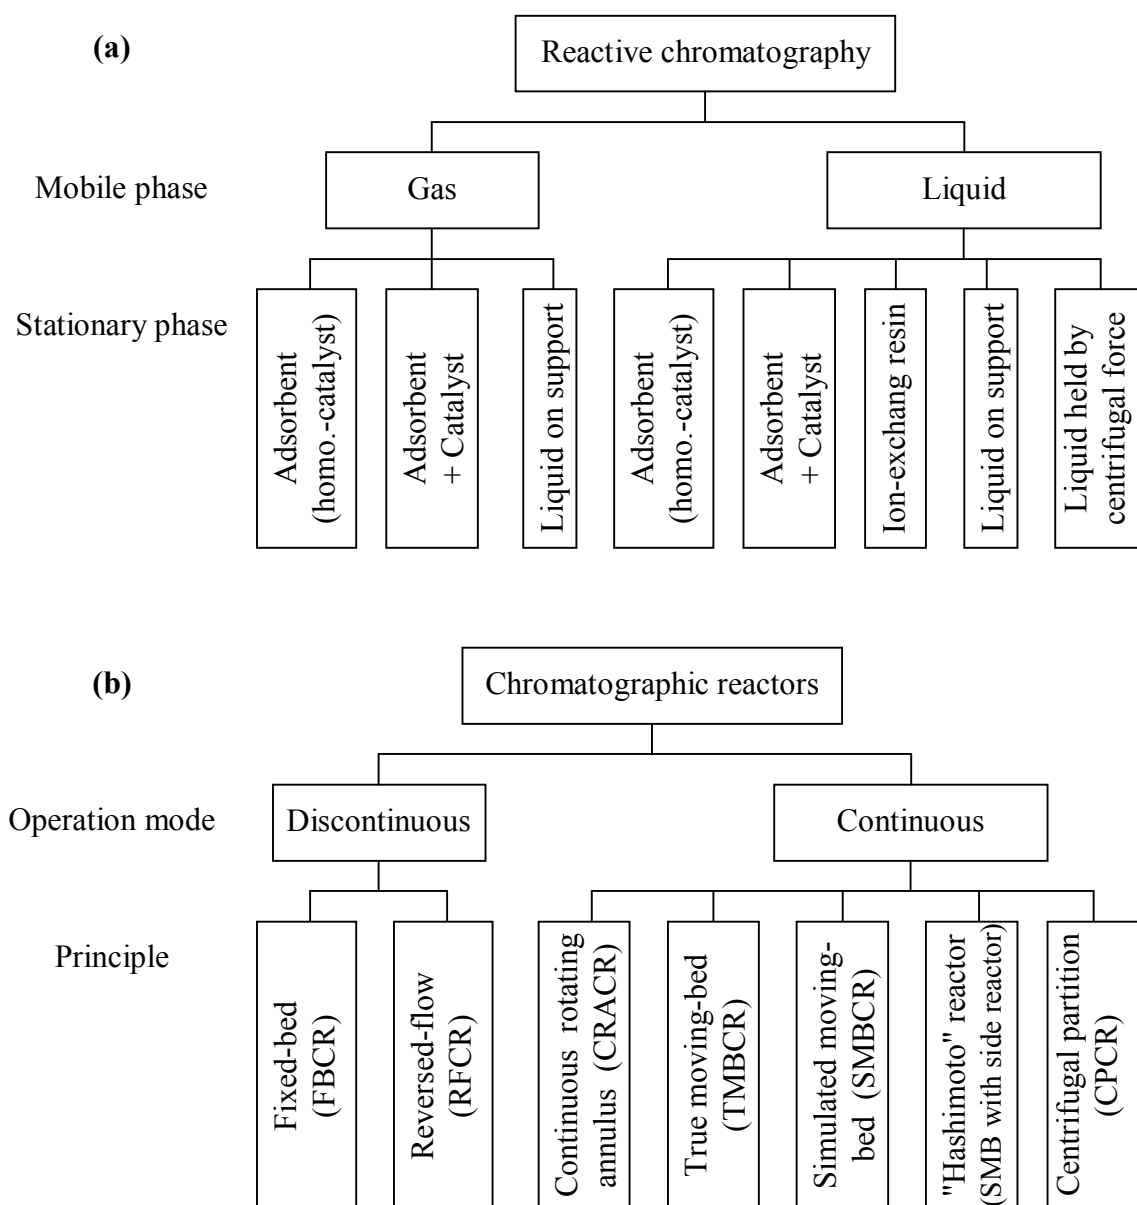 (a)
Reactive chromatography
Mobile phase
Gas
Liquid
Stationary phase
Adsorbent
(homo.-catalyst)
Adsorbent
+ Catalyst
Liquid on support
Adsorbent
(homo.-catalyst)
Adsorbent
+ Catalyst
Ion-exchang resin
Liquid on support
Liquid held by
centrifugal force
(b)
Chromatographic reactors
Operation mode
Discontinuous
Continuous
Principle
Fixed-bed
(FBCR)
Reversed-flow
(RFCR)
Continuous rotating
annulus (CRACR)
True moving-bed
(TMBCR)
Simulated moving-
bed (SMBCR)
"Hashimoto" reactor
(SMB with side reactor)
Centrifugal partition
(CPCR)